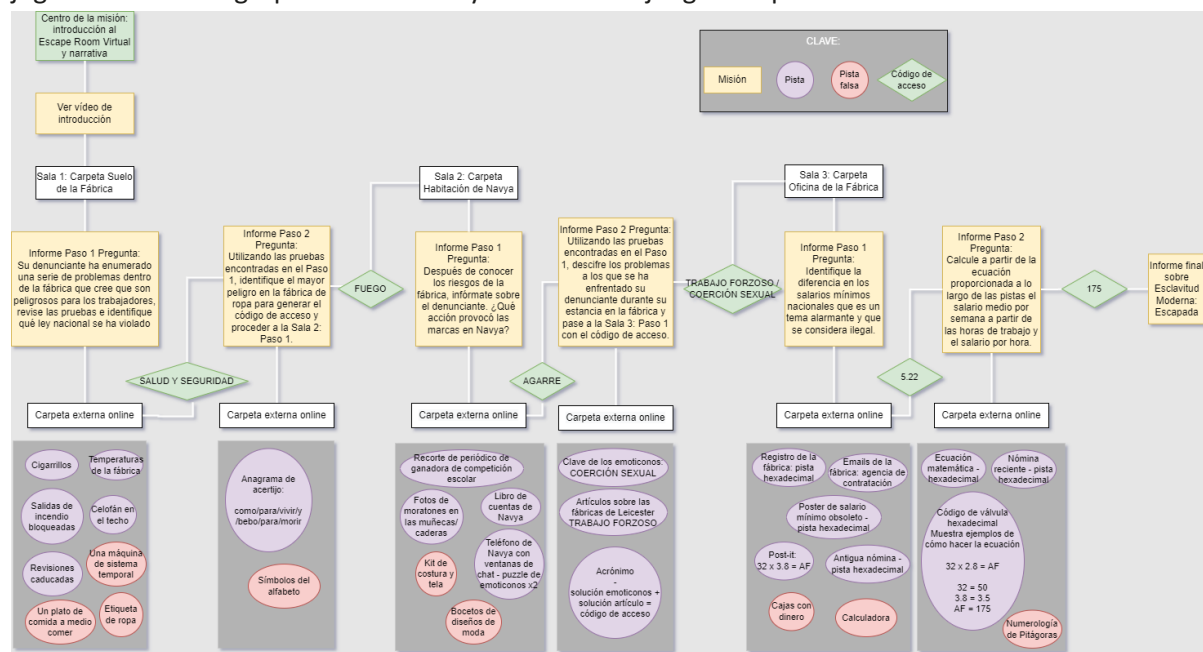 Centro de la misión:
introducción al
Escape Room Virtual
y narrativa
CLAVE:
Misión
Pista
Pista
falsa
Código de
acceso
Ver vídeo de
introducción
Sala 1: Carpeta Suelo
de la Fábrica
Sala 2: Carpeta
Habitación de Navya
Sala 3: Carpeta
Oficina de la Fábrica
Informe Paso 1 Pregunta:
Su denunciante ha enumerado
una serie de problemas dentro
de la fábrica que cree que son
peligrosos para los trabajadores,
revise las pruebas e identifique
qué ley nacional se ha violado
SALUD Y SEGURIDAD
Informe Paso 2
Pregunta:
Utilizando las pruebas
encontradas en el Paso
1, identifique el mayor
peligro en la fábrica de
ropa para generar el
código de acceso y
proceder a la Sala 2:
Paso 1.
FUEGO
Informe Paso 1
Pregunta:
Después de conocer
los riesgos de la
fábrica, infórmate sobre
el denunciante. ¿Qué
acción provocó las
marcas en Navya?
AGARRE
Informe Paso 2 Pregunta:
Utilizando las pruebas
encontradas en el Paso
1, descifre los problemas
a los que se ha
enfrentado su
denunciante durante su
estancia en la fábrica y
pase a la Sala 3: Paso 1
con el código de acceso.
TRABAJO FORZOSO /
COERCIÓN SEXUAL
Informe Paso 1
Pregunta:
Identifique la
diferencia en los
salarios mínimos
nacionales que es un
tema alarmante y que
se considera ilegal.
5.22
Informe Paso 2
Pregunta:
Calcule a partir de la
ecuación
proporcionada a lo
largo de las pistas el
salario medio por
semana a partir de
las horas de trabajo y
el salario por hora.
175
Informe final
sobre
Esclavitud
Moderna:
Escapada
Carpeta externa online
Carpeta externa online
Carpeta externa online
Carpeta externa online
Carpeta externa online
Carpeta externa online
Cigarrillos
Temperaturas
de la fábrica
Salidas de
incendio
bloqueadas
Celofán en
el techo
Revisiones
caducadas
Una máquina
de sistema
temporal
Un plato de
comida a medio
comer
Etiqueta
de ropa
Anagrama de
acertijo:
como/para/vivir/y
/bebo/para/morir
Símbolos del
alfabeto
Recorte de periódico de
ganadora de competición
escolar
Fotos de
moratones en
las muñecas/
caderas
Libro de
cuentas de
Navya
Teléfono de
Navya con
ventanas de
chat - puzzle de
emoticonos x2
Kit de
costura y
tela
Bocetos de
diseños de
moda
Clave de los emoticonos:
COERCIÓN SEXUAL
Artículos sobre las
fábricas de Leicester
TRABAJO FORZOSO
Acrónimo
-
solución emoticonos +
solución artículo =
código de acceso
Registro de la
fábrica: pista
hexadecimal
Emails de la
fábrica: agencia de
contratación
Poster de salario
mínimo obsoleto -
pista hexadecimal
Post-it:
32 x 3.8 = AF
Antigua nómina -
pista hexadecimal
Cajas con
dinero
Calculadora
Ecuación
matemática -
hexadecimal
Nómina
reciente - pista
hexadecimal
Código de válvula
hexadecimal
Muestra ejemplos de
cómo hacer la ecuación
32 x 2.8 = AF
32 = 50
3.8 = 3.5
AF = 175
Numerología
de Pitágoras